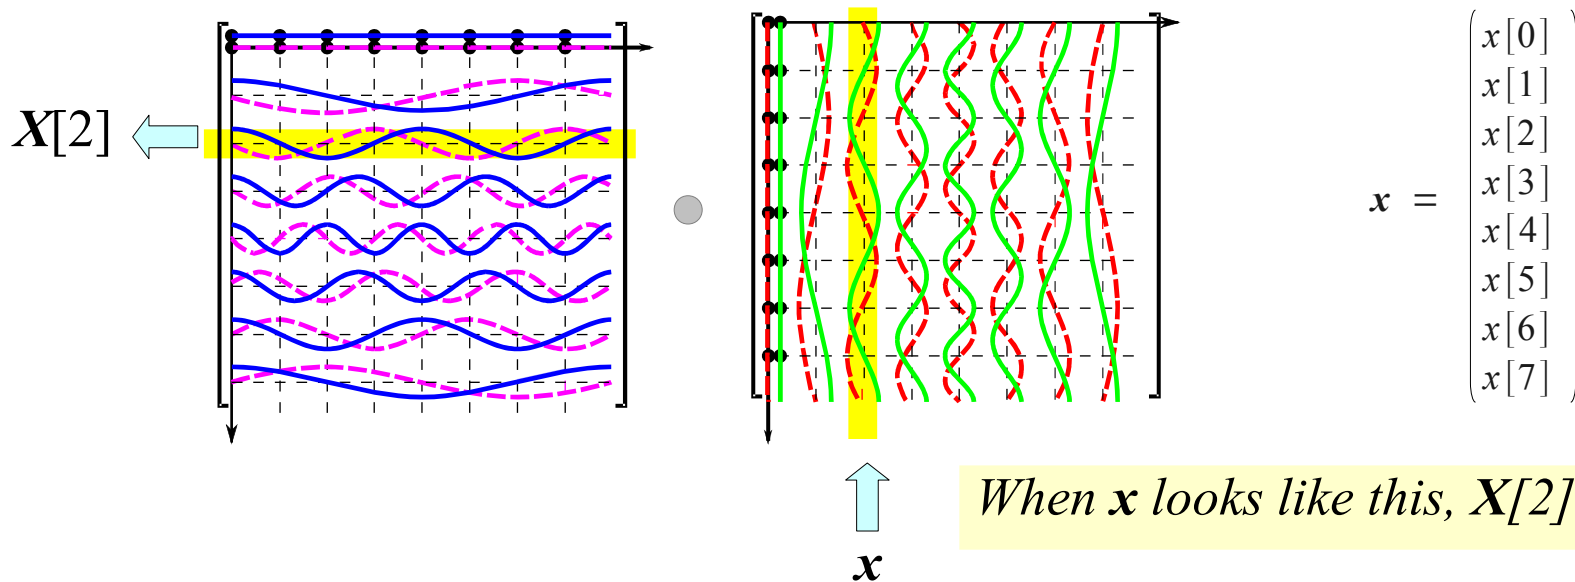 X[2]
x =
x[0]
x[1]
x[2]
x[3]
x[4]
x[5]
x[6]
x[7]
When x looks like this, X[2]
x